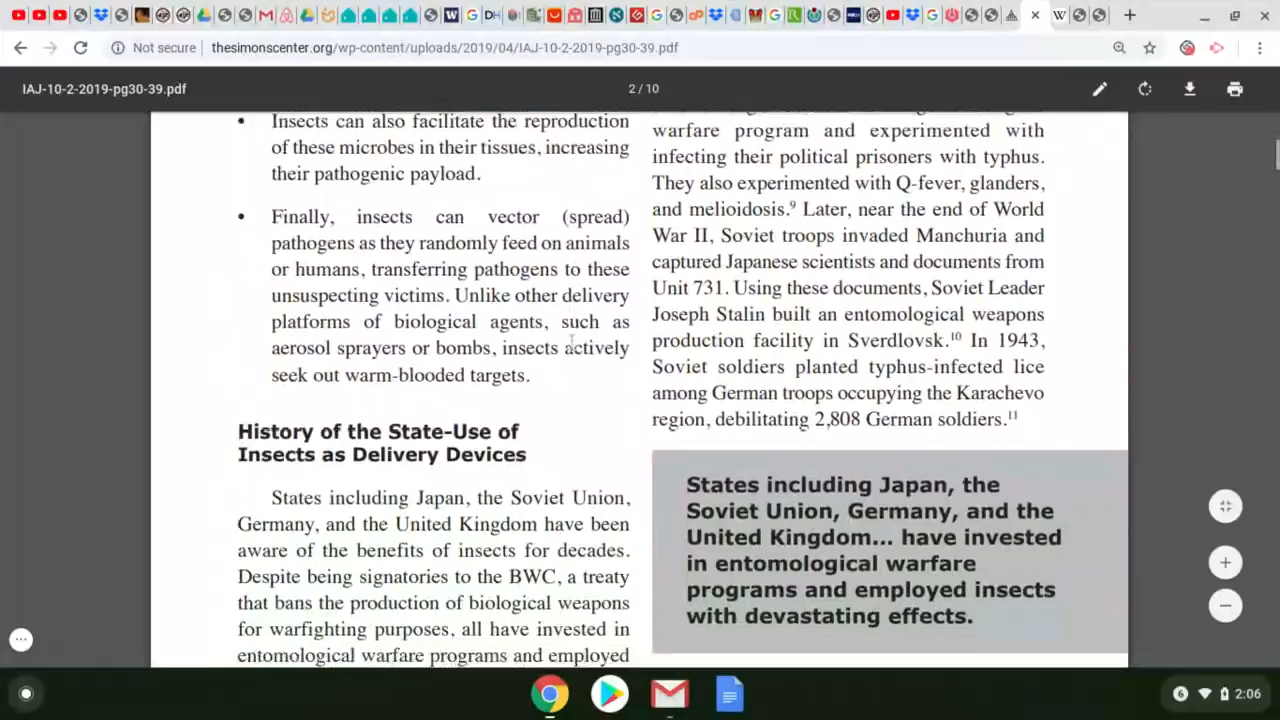 Not secure
thesimonscenter.org/wp-content/uploads/2019/04/IAJ-10-2-2019-pg30-39.pdf
IAJ-10-2-2019-pg30-39.pdf
2 / 10
• Insects can also facilitate the reproduction
of these microbes in their tissues, increasing
their pathogenic payload.
• Finally, insects can vector (spread)
pathogens as they randomly feed on animals
or humans, transferring pathogens to these
unsuspecting victims. Unlike other delivery
platforms of biological agents, such as
aerosol sprayers or bombs, insects actively
seek out warm-blooded targets.
History of the State-Use of
Insects as Delivery Devices
States including Japan, the Soviet Union,
Germany, and the United Kingdom have been
aware of the benefits of insects for decades.
Despite being signatories to the BWC, a treaty
that bans the production of biological weapons
for warfighting purposes, all have invested in
entomological warfare programs and employed
warfare program and experimented with
infecting their political prisoners with typhus.
They also experimented with Q-fever, glanders,
and melioidosis.⁹ Later, near the end of World
War II, Soviet troops invaded Manchuria and
captured Japanese scientists and documents from
Unit 731. Using these documents, Soviet Leader
Joseph Stalin built an entomological weapons
production facility in Sverdlovsk.¹⁰ In 1943,
Soviet soldiers planted typhus-infected lice
among German troops occupying the Karachevo
region, debilitating 2,808 German soldiers.¹¹
States including Japan, the
Soviet Union, Germany, and the
United Kingdom... have invested
in entomological warfare
programs and employed insects
with devastating effects.
6
2:06